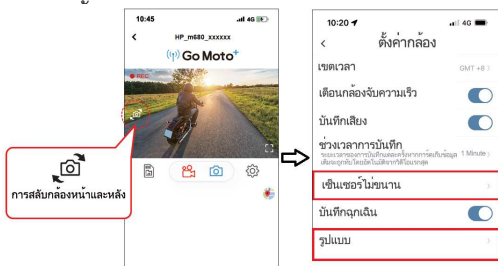 10:45
4G
HP_m680_xxxxxx
Go Moto+
REC
การสลับกล้องหน้าและหลัง
10:20
4G
ตั้งค่ากล้อง
เขตเวลา
GMT +8
เตือนกล้องจับความเร็ว
บันทึกเสียง
ช่วงเวลาการบันทึก
1 Minute
เซ็นเซอร์ไม่ขนาน
บันทึกฉุกเฉิน
รูปแบบ